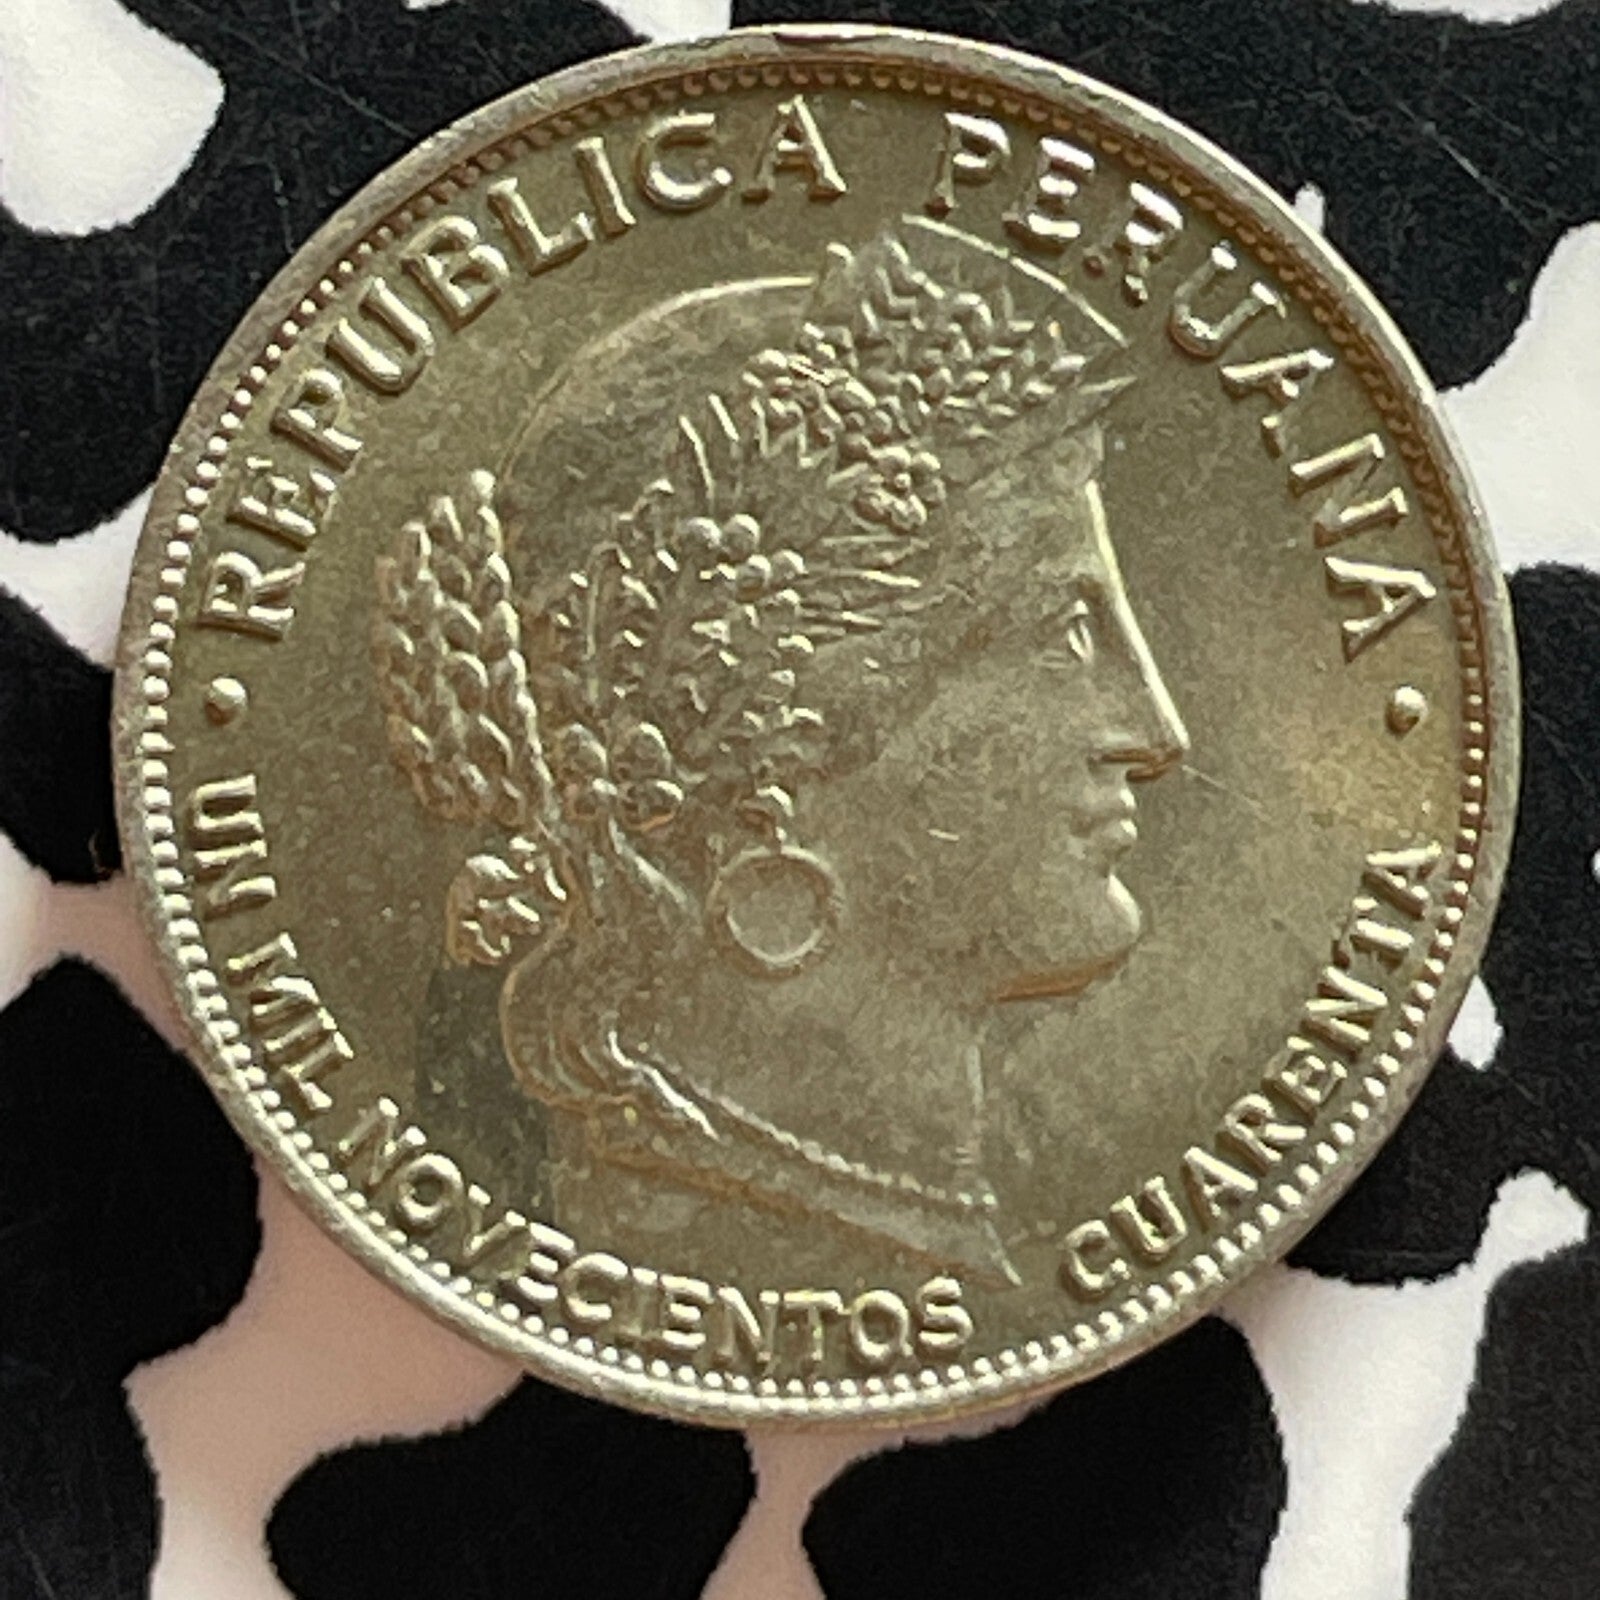 REPUBLICA PERUANA
UN MIL NOVECIENTOS CUARENTA